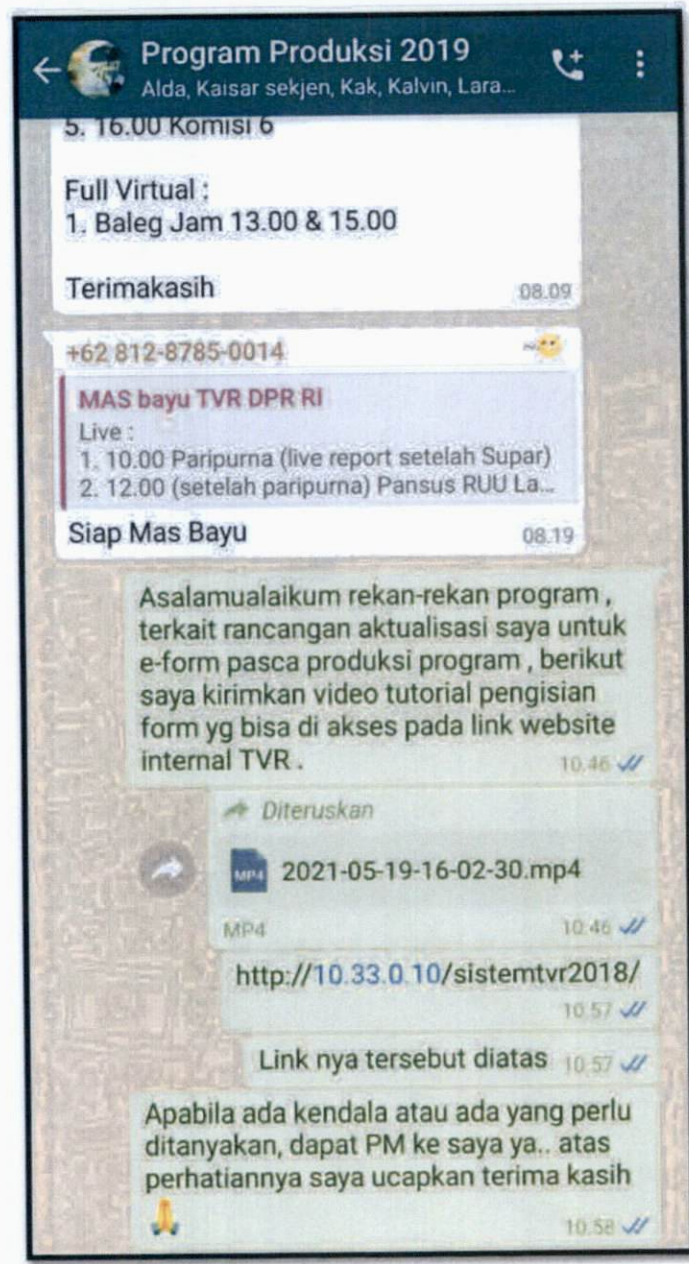 Program Produksi 2019
Alda, Kaisar sekjen, Kak, Kalvin, Lara...
5. 16.00 Komisi 6
Full Virtual :
1. Baleg Jam 13.00 & 15.00
Terimakasih
08.09
+62 812-8785-0014
MAS bayu TVR DPR RI
Live :
1. 10.00 Paripurna (live report setelah Supar)
2. 12.00 (setelah paripurna) Pansus RUU La...
Siap Mas Bayu
08.19
Asalamualaikum rekan-rekan program ,
terkait rancangan aktualisasi saya untuk
e-form pasca produksi program , berikut
saya kirimkan video tutorial pengisian
form yg bisa di akses pada link website
internal TVR .
10.46
Diteruskan
MP4
2021-05-19-16-02-30.mp4
MP4
10.46
http://10.33.0.10/sistemtvr2018/
10.57
Link nya tersebut diatas
10.57
Apabila ada kendala atau ada yang perlu
ditanyakan, dapat PM ke saya ya.. atas
perhatiannya saya ucapkan terima kasih
🙏
10.58